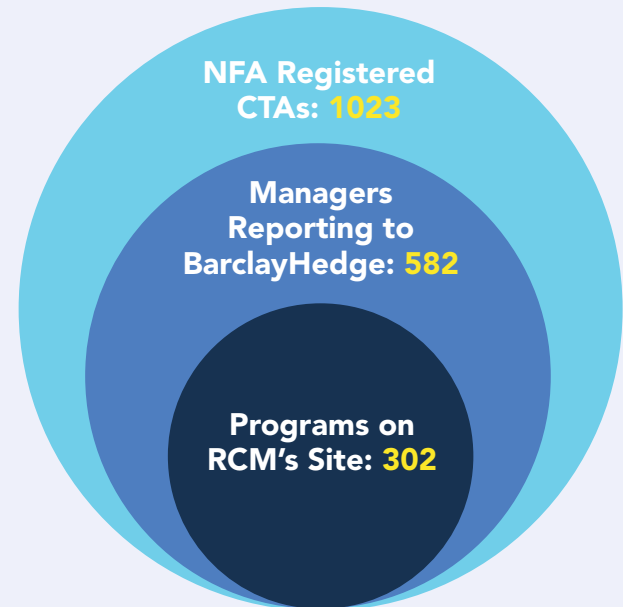 NFA Registered
CTAs: 1023
Managers
Reporting to
BarclayHedge: 582
Programs on
RCM's Site: 302